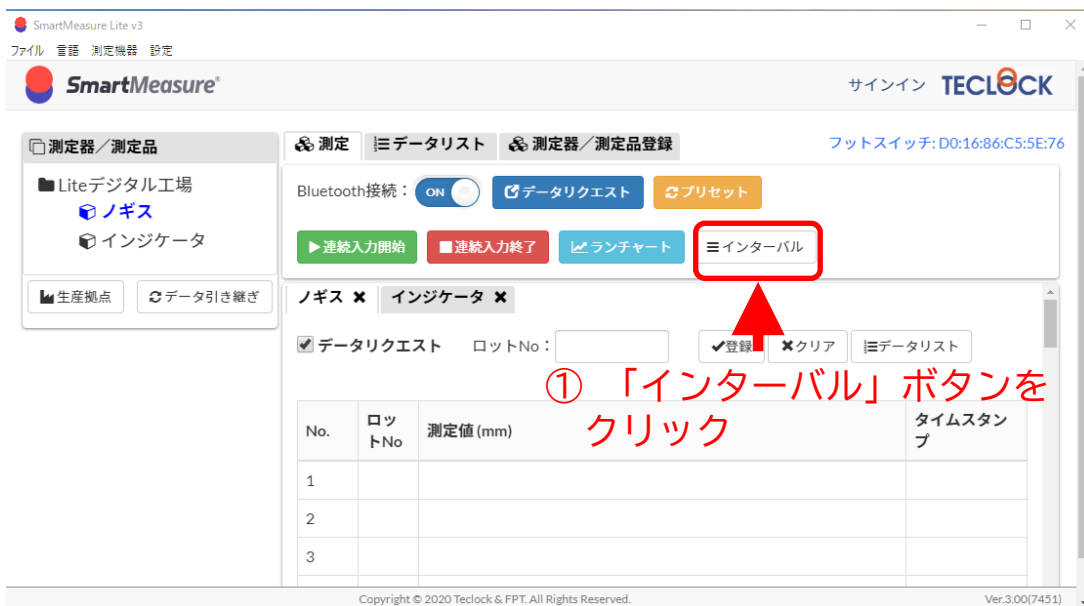 SmartMeasure Lite v3
ファイル 言語 測定機器 設定
SmartMeasure®
サインイン TECLOCK
測定器／測定品
測定 データリスト 測定器／測定品登録 フットスイッチ: D0:16:86:C5:5E:76
Liteデジタル工場
ノギス
インジケータ
生産拠点 データ引き継ぎ
Bluetooth接続： ON データリクエスト プリセット
連続入力開始 連続入力終了 ランチャート インターバル
ノギス インジケータ
データリクエスト ロットNo： 登録 クリア データリスト
① 「インターバル」ボタンを
クリック
No. ロットNo 測定値 (mm) タイムスタンプ
1
2
3
Copyright © 2020 Teclock & FPT. All Rights Reserved. Ver.3.00(7451)